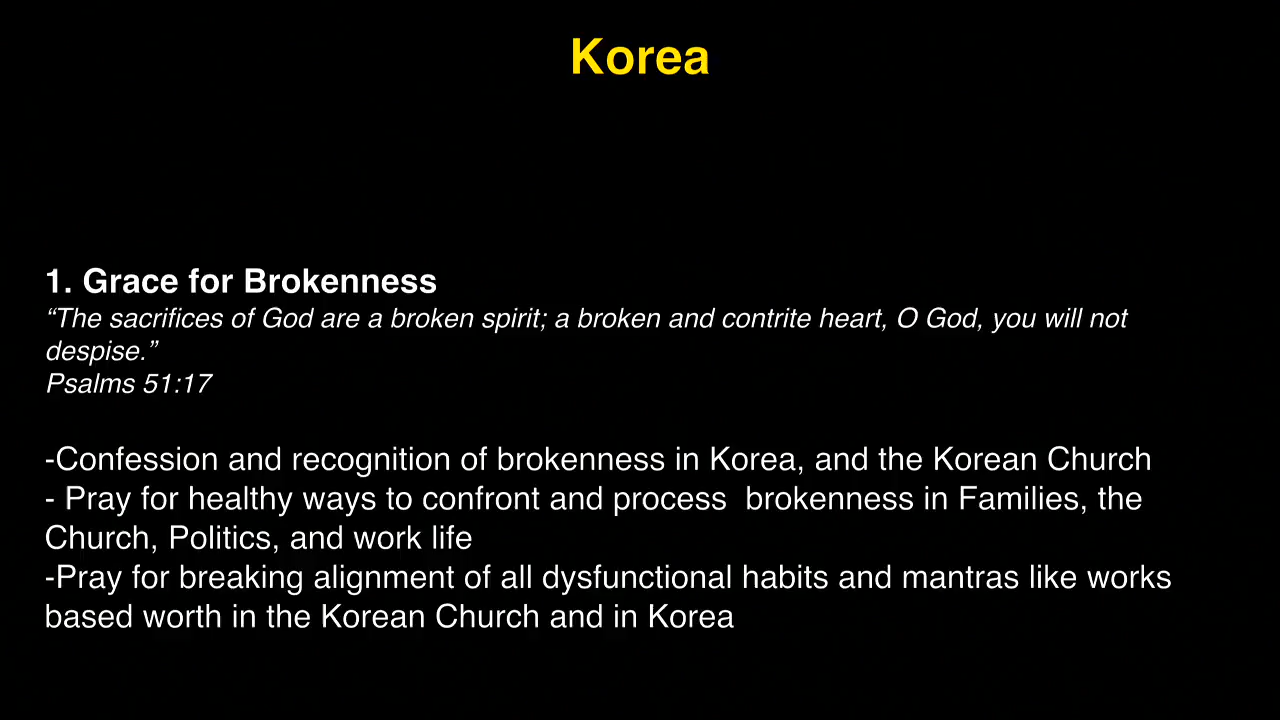 Korea
1. Grace for Brokenness
“The sacrifices of God are a broken spirit; a broken and contrite heart, O God, you will not
despise.”
Psalms 51:17
-Confession and recognition of brokenness in Korea, and the Korean Church
- Pray for healthy ways to confront and process  brokenness in Families, the
Church, Politics, and work life
-Pray for breaking alignment of all dysfunctional habits and mantras like works
based worth in the Korean Church and in Korea